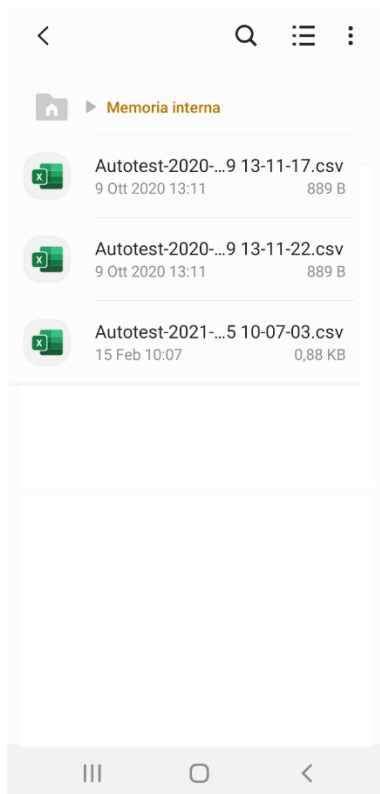 Memoria interna
Autotest-2020-...9 13-11-17.csv
9 Ott 2020 13:11 889 B
Autotest-2020-...9 13-11-22.csv
9 Ott 2020 13:11 889 B
Autotest-2021-...5 10-07-03.csv
15 Feb 10:07 0,88 KB